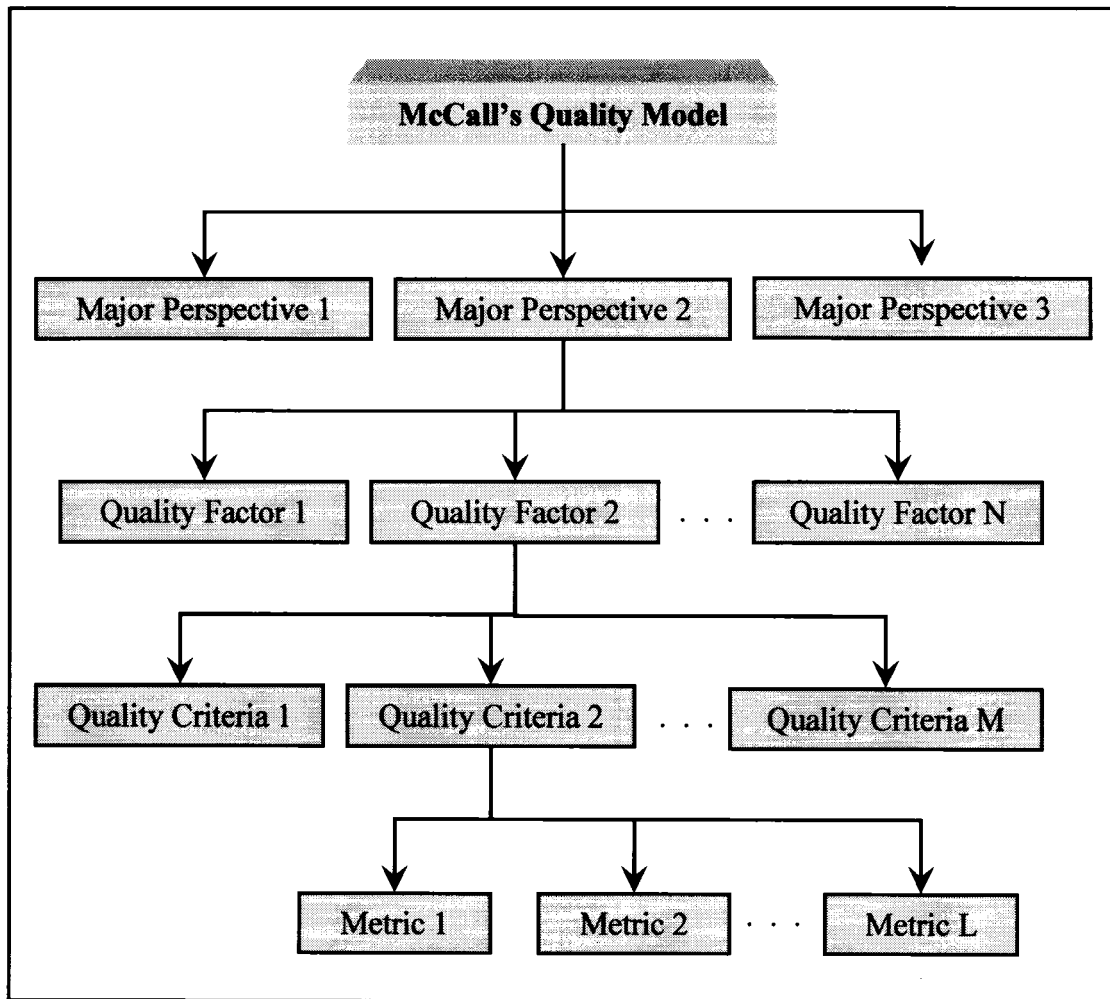 McCall's Quality Model
Major Perspective 1
Major Perspective 2
Major Perspective 3
Quality Factor 1
Quality Factor 2
. . .
Quality Factor N
Quality Criteria 1
Quality Criteria 2
. . .
Quality Criteria M
Metric 1
Metric 2
. . .
Metric L